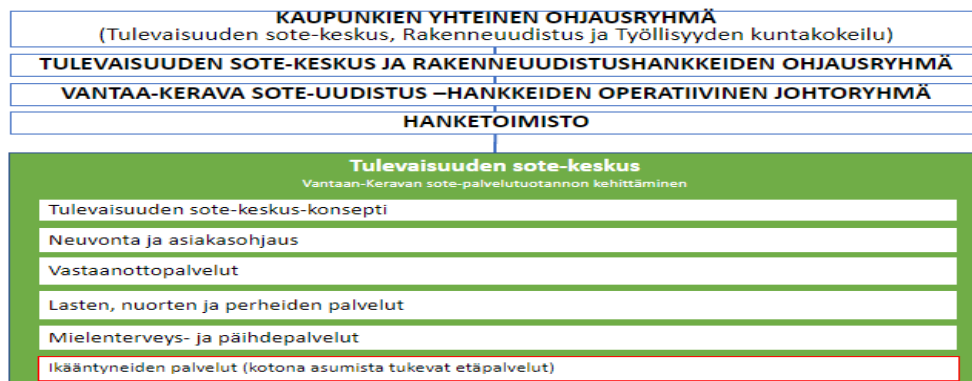 KAUPUNKIEN YHTEINEN OHJAUSRYHMÄ
(Tulevaisuuden sote-keskus, Rakenneuudistus ja Työllisyyden kuntakokeilu)
TULEVAISUUDEN SOTE-KESKUS JA RAKENNEUUDISTUSHANKKEIDEN OHJAUSRYHMÄ
VANTAA-KERAVA SOTE-UUDISTUS –HANKKEIDEN OPERATIIVINEN JOHTORYHMÄ
HANKETOIMISTO
Tulevaisuuden sote-keskus
Vantaan-Keravan sote-palvelutuotannon kehittäminen
Tulevaisuuden sote-keskus-konsepti
Neuvonta ja asiakasohjaus
Vastaanottopalvelut
Lasten, nuorten ja perheiden palvelut
Mielenterveys- ja päihdepalvelut
Ikääntyneiden palvelut (kotona asumista tukevat etäpalvelut)